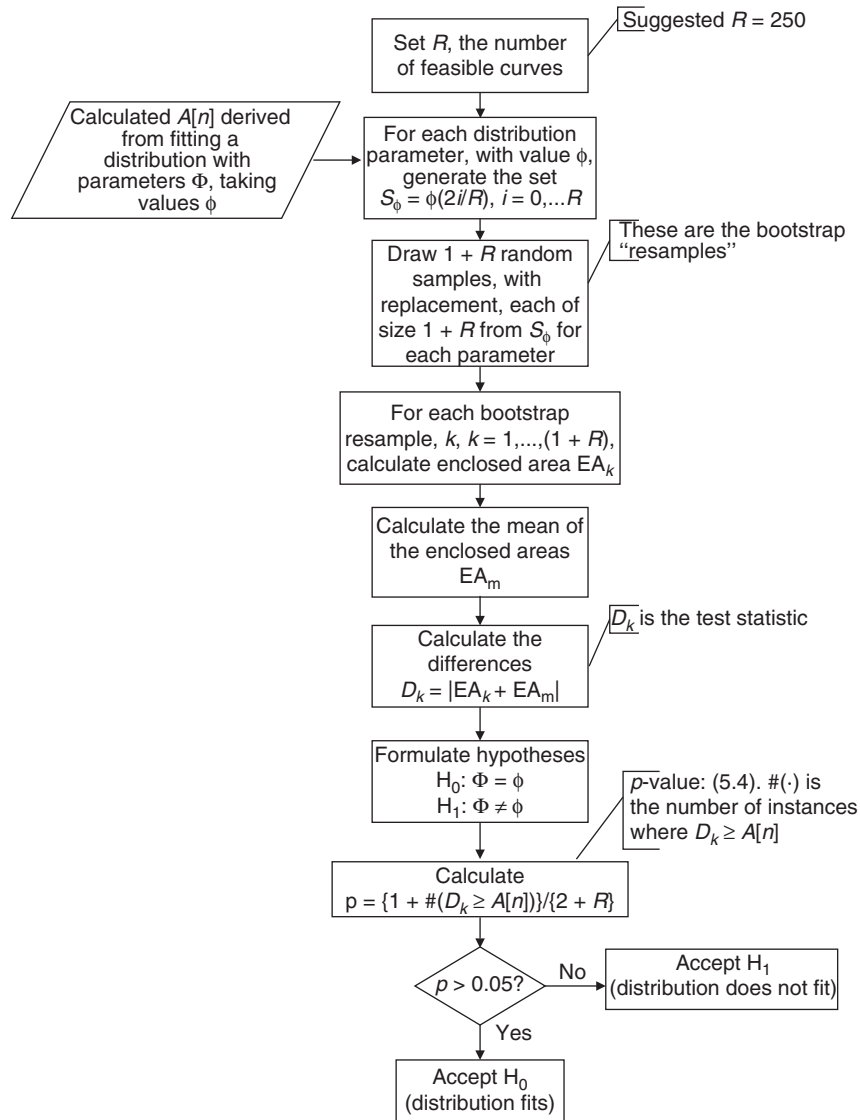 Set R, the number
of feasible curves
Suggested R = 250
Calculated A[n] derived
from fitting a
distribution with
parameters Φ, taking
values ϕ
For each distribution
parameter, with value ϕ,
generate the set
Sϕ = ϕ(2i/R), i = 0,...R
Draw 1 + R random
samples, with
replacement, each of
size 1 + R from Sϕ for
each parameter
These are the bootstrap
"resamples"
For each bootstrap
resample, k, k = 1,...,(1 + R),
calculate enclosed area EAk
Calculate the mean of
the enclosed areas
EAm
Calculate the
differences
Dk = |EAk + EAm|
Dk is the test statistic
Formulate hypotheses
H0: Φ = ϕ
H1: Φ ≠ ϕ
p-value: (5.4). #(·) is
the number of instances
where Dk ≥ A[n]
Calculate
p = {1 + #(Dk ≥ A[n])}/{2 + R}
p > 0.05?
No
Accept H1
(distribution does not fit)
Yes
Accept H0
(distribution fits)